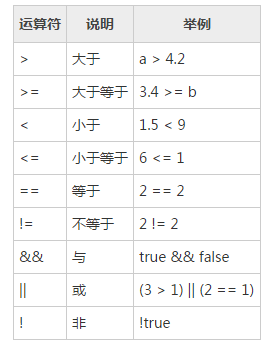 运算符 说明 举例
> 大于 a > 4.2
>= 大于等于 3.4 >= b
< 小于 1.5 < 9
<= 小于等于 6 <= 1
== 等于 2 == 2
!= 不等于 2 != 2
&& 与 true && false
|| 或 (3 > 1) || (2 == 1)
! 非 !true